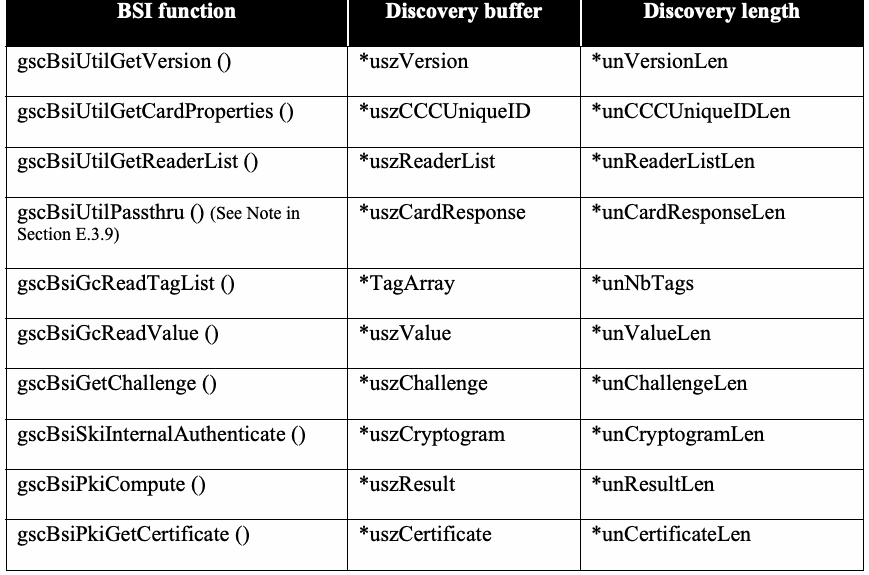 BSI function Discovery buffer Discovery length
gscBsiUtilGetVersion () *uszVersion *unVersionLen
gscBsiUtilGetCardProperties () *uszCCCUniqueID *unCCCUniqueIDLen
gscBsiUtilGetReaderList () *uszReaderList *unReaderListLen
gscBsiUtilPassthru () (See Note in *uszCardResponse *unCardResponseLen
Section E.3.9)
gscBsiGcReadTagList () *TagArray *unNbTags
gscBsiGcReadValue () *uszValue *unValueLen
gscBsiGetChallenge () *uszChallenge *unChallengeLen
gscBsiSkiInternalAuthenticate () *uszCryptogram *unCryptogramLen
gscBsiPkiCompute () *uszResult *unResultLen
gscBsiPkiGetCertificate () *uszCertificate *unCertificateLen